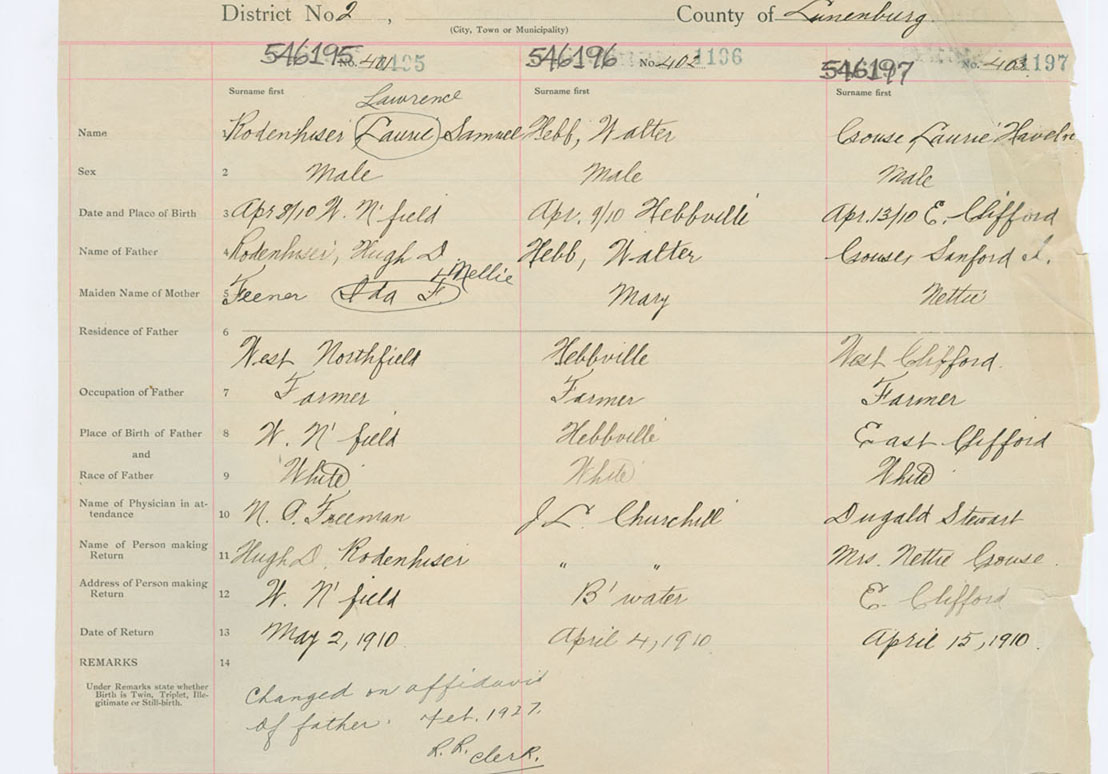 District No 2 , County of Lunenburg.
(City, Town or Municipality)
546195 No. 401 546196 No. 402 1196 546197 No. 403 1197
Surname first Surname first Surname first
Lawrence
Name 1 Rodenhiser Laurie Samuel Hebb, Walter Crouse Laurie
Sex 2 Male Male Male
Date and Place of Birth 3 Apr 8/10 W. N'field Apr. 9/10 Hebbville Apr. 13/10 E. Clifford
Name of Father 4 Rodenhiser, Hugh D Hebb, Walter Crouse, Sanford
Nellie
Maiden Name of Mother 5 Feener Ida F Mary Nettie
Residence of Father 6
West Northfield Hebbville West Clifford.
Occupation of Father 7 Farmer Farmer Farmer
Place of Birth of Father 8 W. N' field Hebbville East Clifford
and
Race of Father 9 White White White
Name of Physician in at-
tendance 10 N. P. Freeman J. L. Churchill Dugald Stewart
Name of Person making
Return 11 Hugh D. Rodenhiser " " Mrs. Nettie Crouse.
Address of Person making
Return 12 W. N' field B' water E. Clifford
Date of Return 13 May 2, 1910 April 4, 1910. April 15, 1910.
REMARKS 14
Under Remarks state whether
Birth is Twin, Triplet, Ille-
gitimate or Still-birth.
Changed on affidavit
of father. Feb. 1927.
R.R. Clerk.